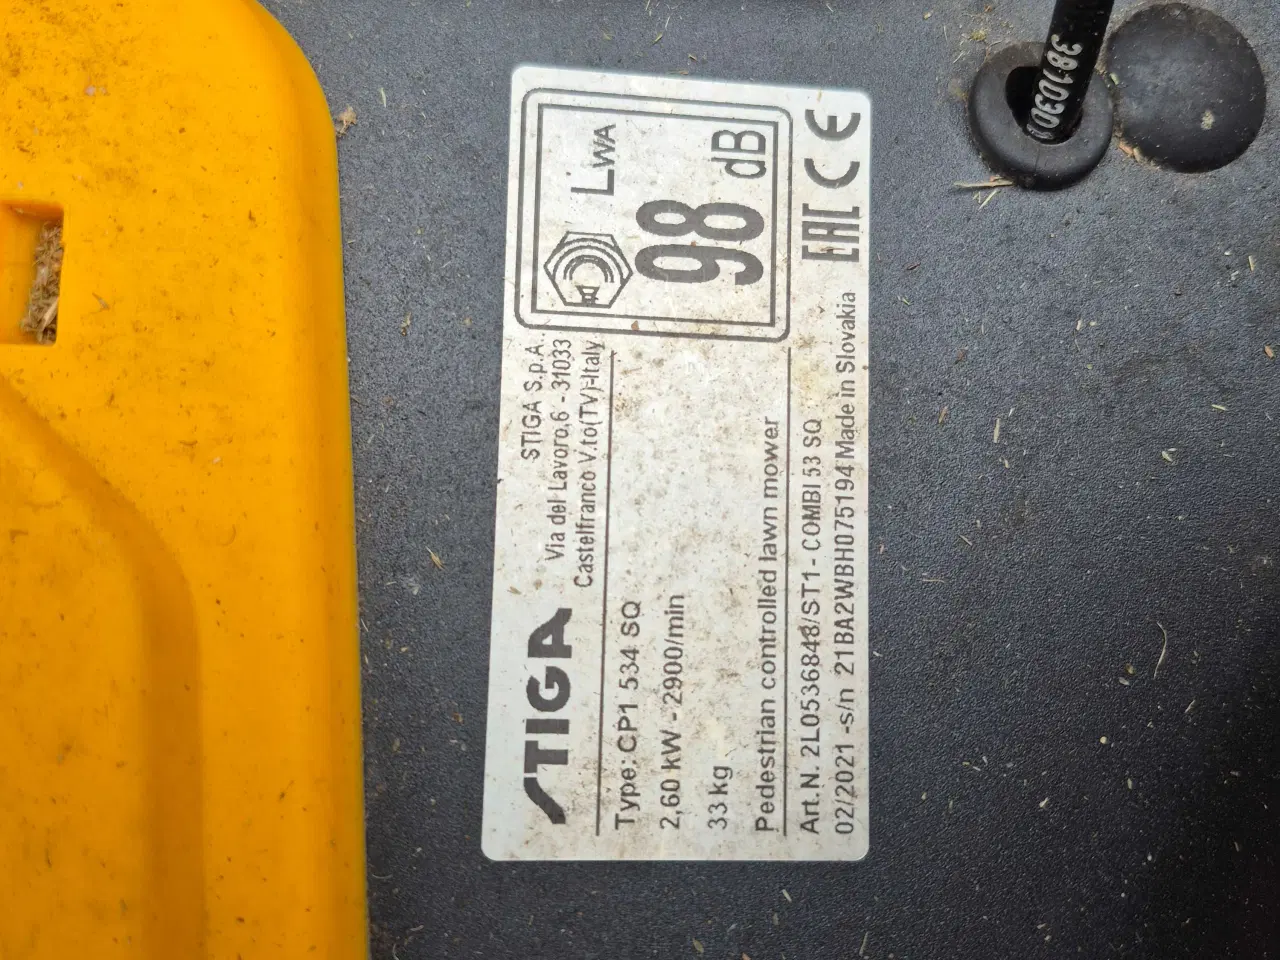 STIGA
STIGA S.p.A.
Via del Lavoro,6 - 31033
Castelfranco V.to(TV)-Italy
LWA
98
dB
Type: CP1 534 SQ
2,60 kW - 2900/min
33 kg
Pedestrian controlled lawn mower
Art.N. 2L0536848/ST1 - COMBI 53 SQ
02/2021 -s/n 21BA2WBH075194 Made in Slovakia
EAC CE